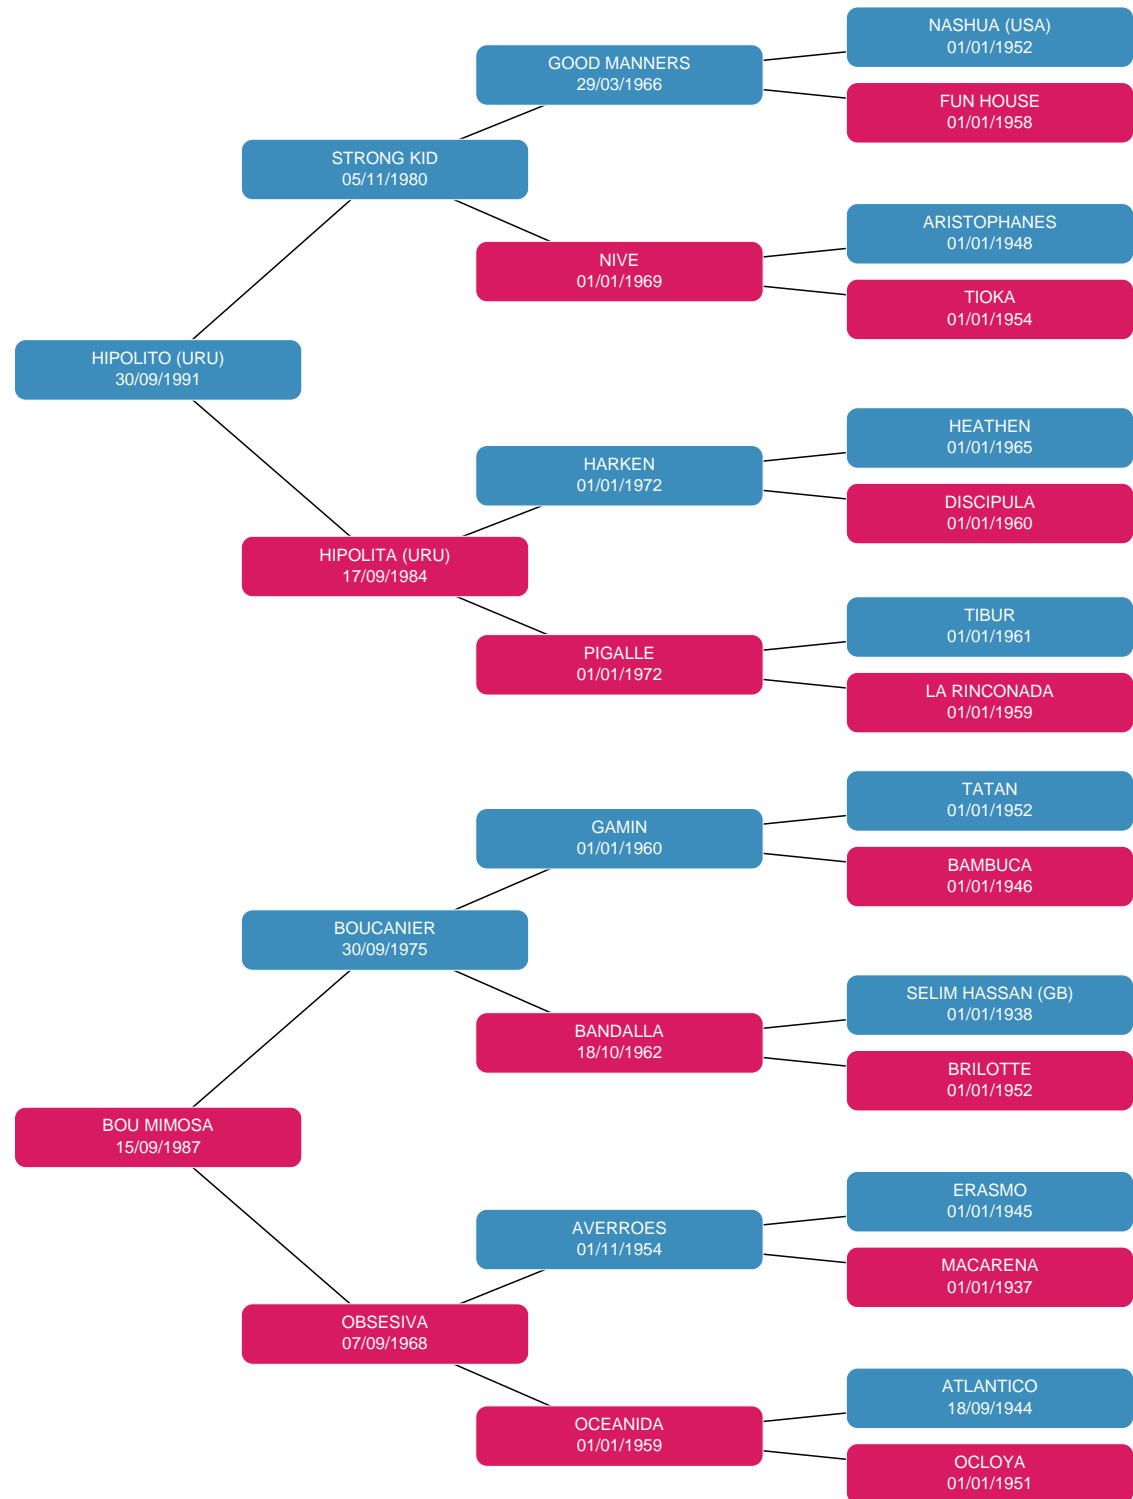 NASHUA (USA)
01/01/1952
GOOD MANNERS
29/03/1966
FUN HOUSE
01/01/1958
STRONG KID
05/11/1980
ARISTOPHANES
01/01/1948
NIVE
01/01/1969
TIOKA
01/01/1954
HIPOLITO (URU)
30/09/1991
HEATHEN
01/01/1965
HARKEN
01/01/1972
DISCIPULA
01/01/1960
HIPOLITA (URU)
17/09/1984
TIBUR
01/01/1961
PIGALLE
01/01/1972
LA RINCONADA
01/01/1959
TATAN
01/01/1952
GAMIN
01/01/1960
BAMBUCA
01/01/1946
BOUCANIER
30/09/1975
SELIM HASSAN (GB)
01/01/1938
BANDALLA
18/10/1962
BRILOTTE
01/01/1952
BOU MIMOSA
15/09/1987
ERASMO
01/01/1945
AVERROES
01/11/1954
MACARENA
01/01/1937
OBSESIVA
07/09/1968
ATLANTICO
18/09/1944
OCEANIDA
01/01/1959
OCLOYA
01/01/1951